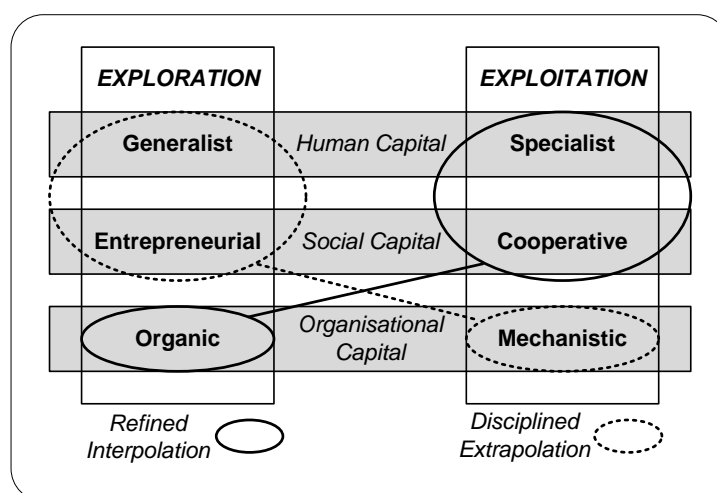 EXPLORATION
EXPLOITATION
Generalist
Human Capital
Specialist
Entrepreneurial
Social Capital
Cooperative
Organic
Organisational
Capital
Mechanistic
Refined
Interpolation
Disciplined
Extrapolation